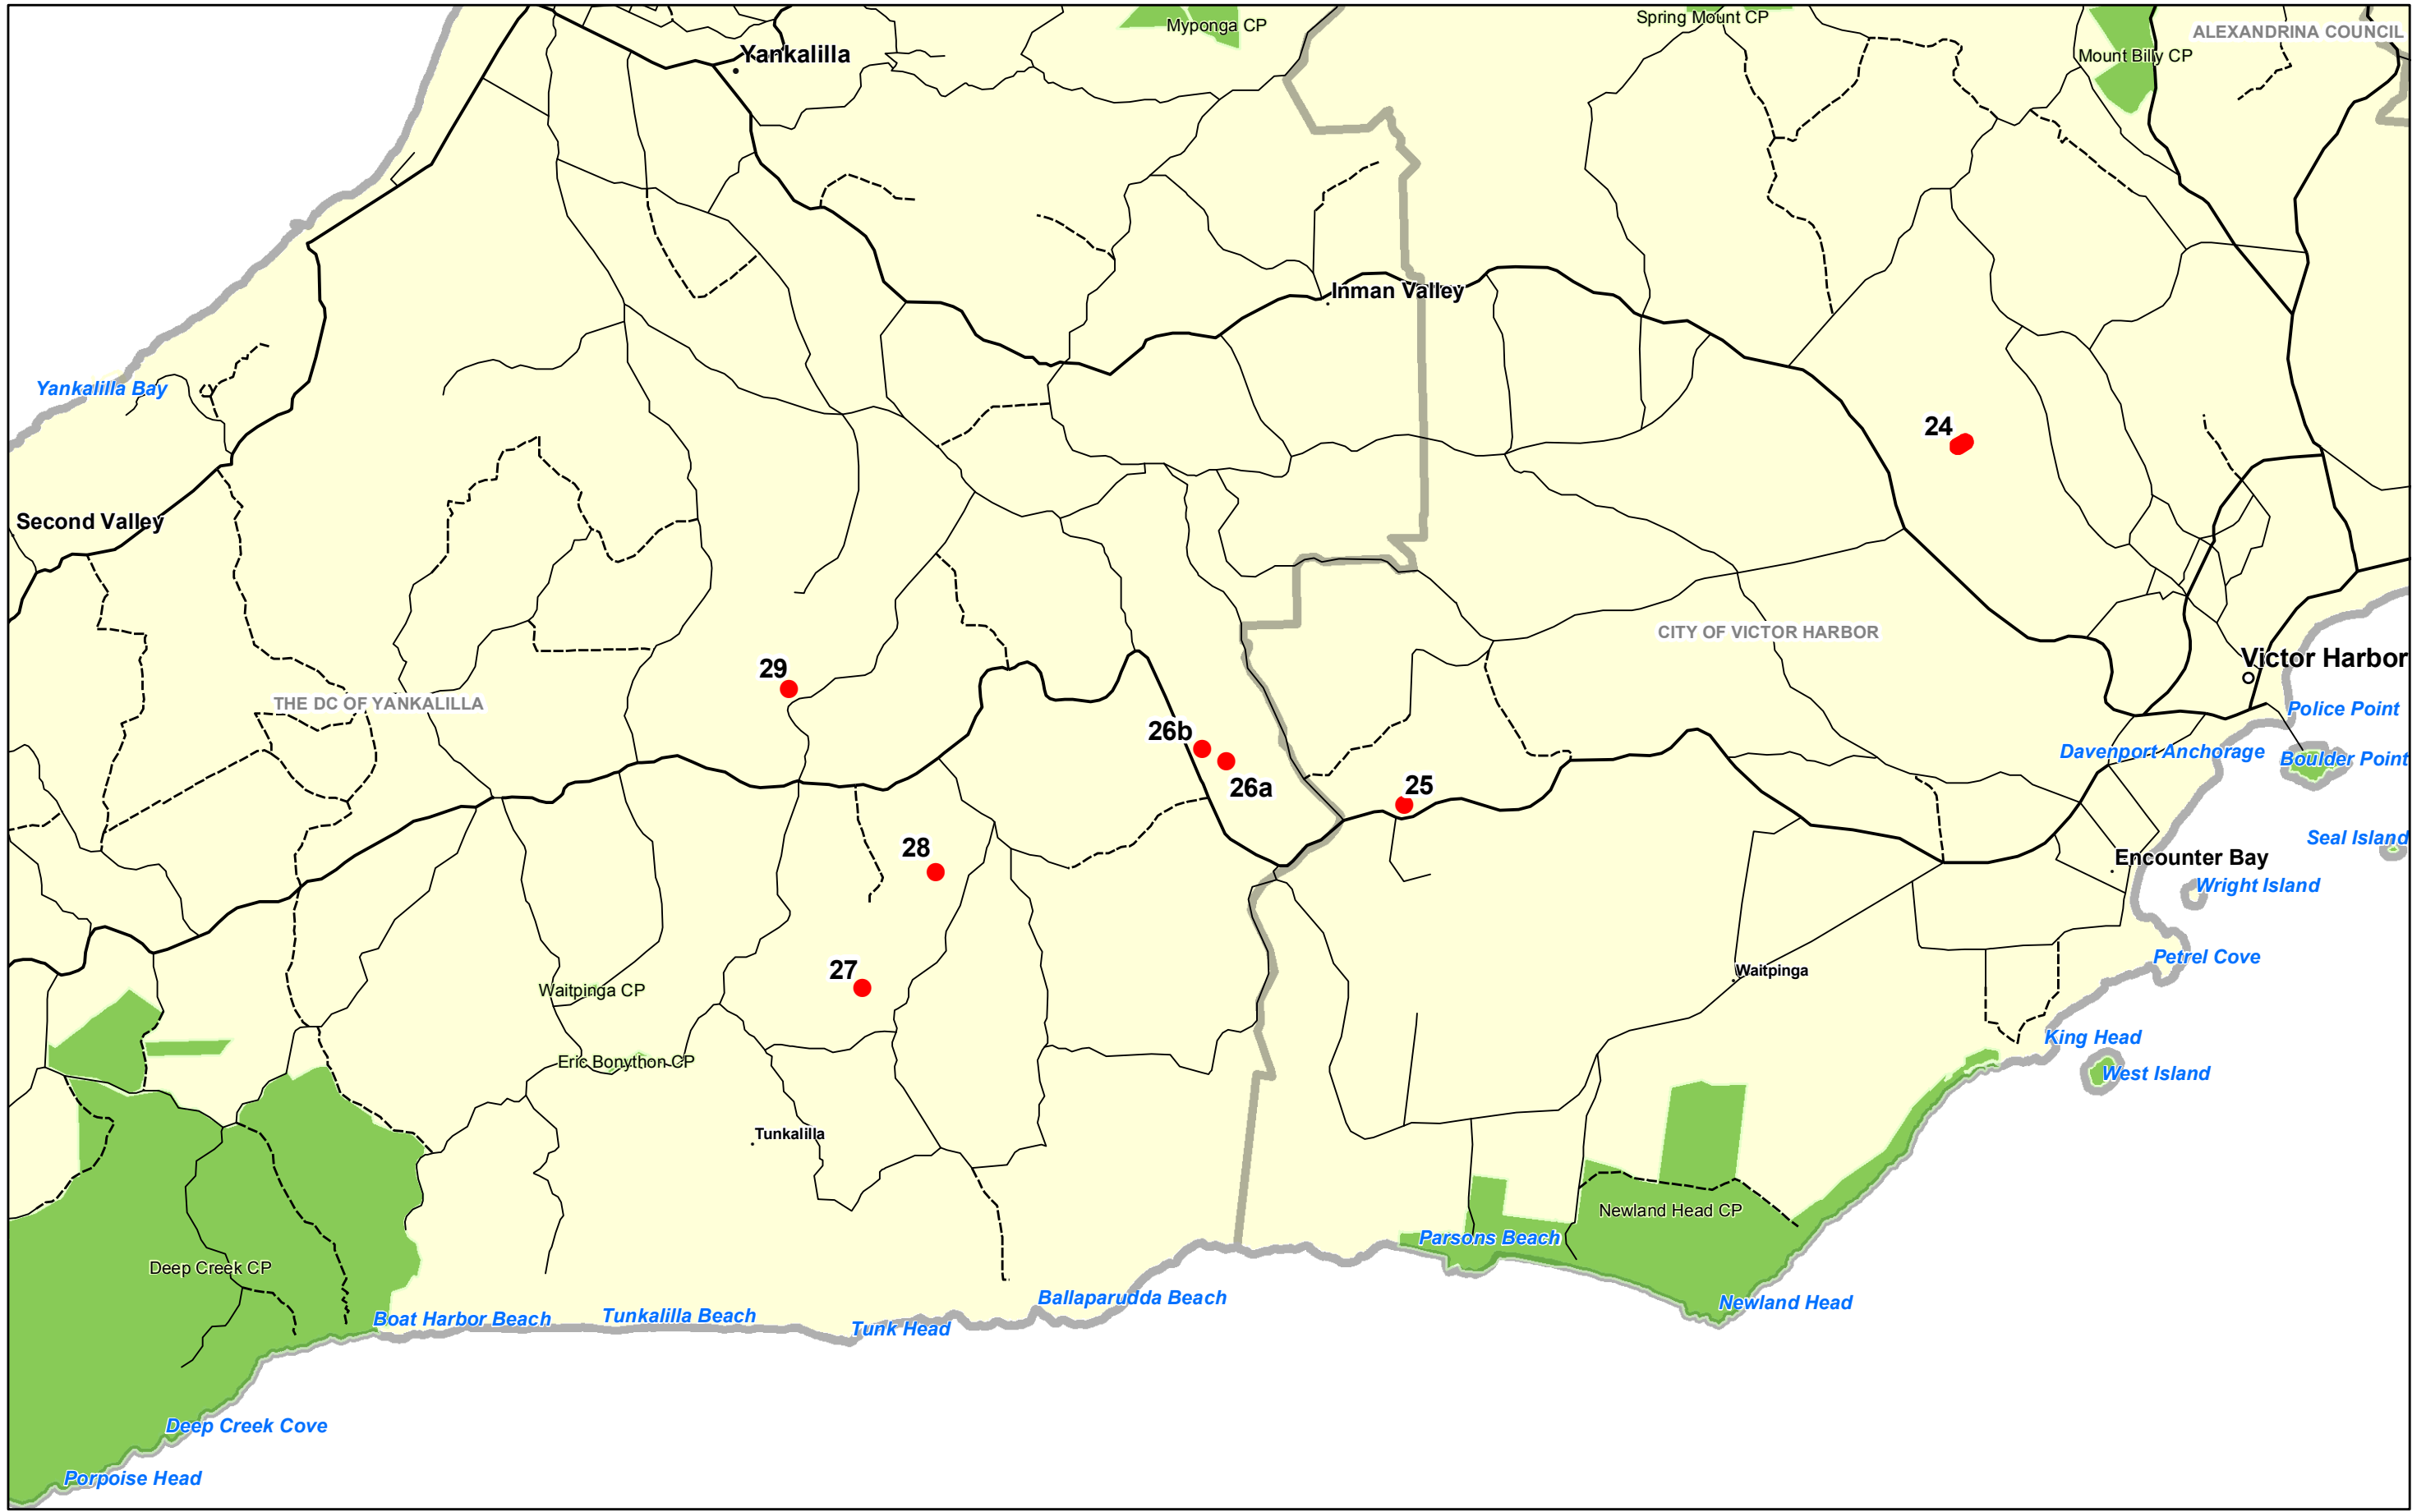 Spring Mount CP
Myponga CP
ALEXANDRINA COUNCIL
Yankalilla
Mount Billy CP
Inman Valley
Yankalilla Bay
24
Second Valley
CITY OF VICTOR HARBOR
Victor Harbor
29
THE DC OF YANKALILLA
Police Point
26b
Davenport Anchorage
Boulder Point
25
26a
Seal Island
28
Encounter Bay
Wright Island
Petrel Cove
27
Waitpinga
Waitpinga CP
King Head
Eric Bonython CP
West Island
Tunkalilla
Newland Head CP
Parsons Beach
Deep Creek CP
Ballaparudda Beach
Newland Head
Boat Harbor Beach
Tunkalilla Beach
Tunk Head
Deep Creek Cove
Porpoise Head